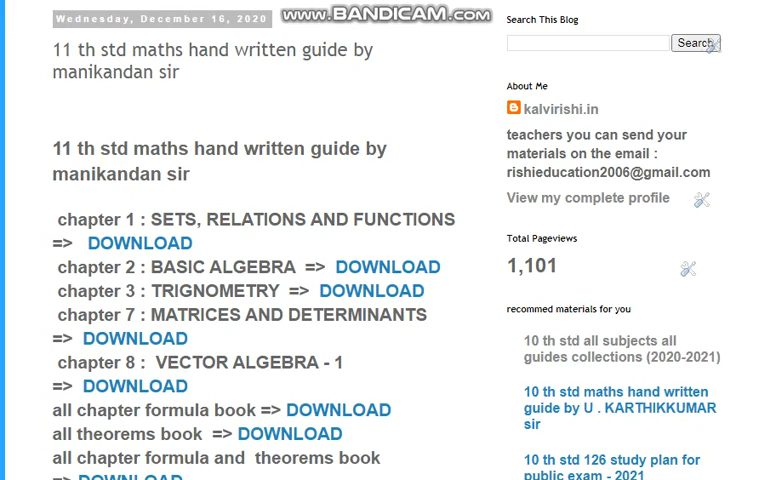 Wednesday, December 16, 2020
www.BANDICAM.com
11 th std maths hand written guide by
manikandan sir
11 th std maths hand written guide by
manikandan sir
chapter 1 : SETS, RELATIONS AND FUNCTIONS
=> DOWNLOAD
chapter 2 : BASIC ALGEBRA => DOWNLOAD
chapter 3 : TRIGNOMETRY => DOWNLOAD
chapter 7 : MATRICES AND DETERMINANTS
=> DOWNLOAD
chapter 8 : VECTOR ALGEBRA - 1
=> DOWNLOAD
all chapter formula book => DOWNLOAD
all theorems book => DOWNLOAD
all chapter formula and theorems book
=> DOWNLOAD
Search This Blog
Search
About Me
kalvirishi.in
teachers you can send your
materials on the email :
rishieducation2006@gmail.com
View my complete profile
Total Pageviews
1,101
recommed materials for you
10 th std all subjects all
guides collections (2020-2021)
10 th std maths hand written
guide by U . KARTHIKKUMAR
sir
10 th std 126 study plan for
public exam - 2021